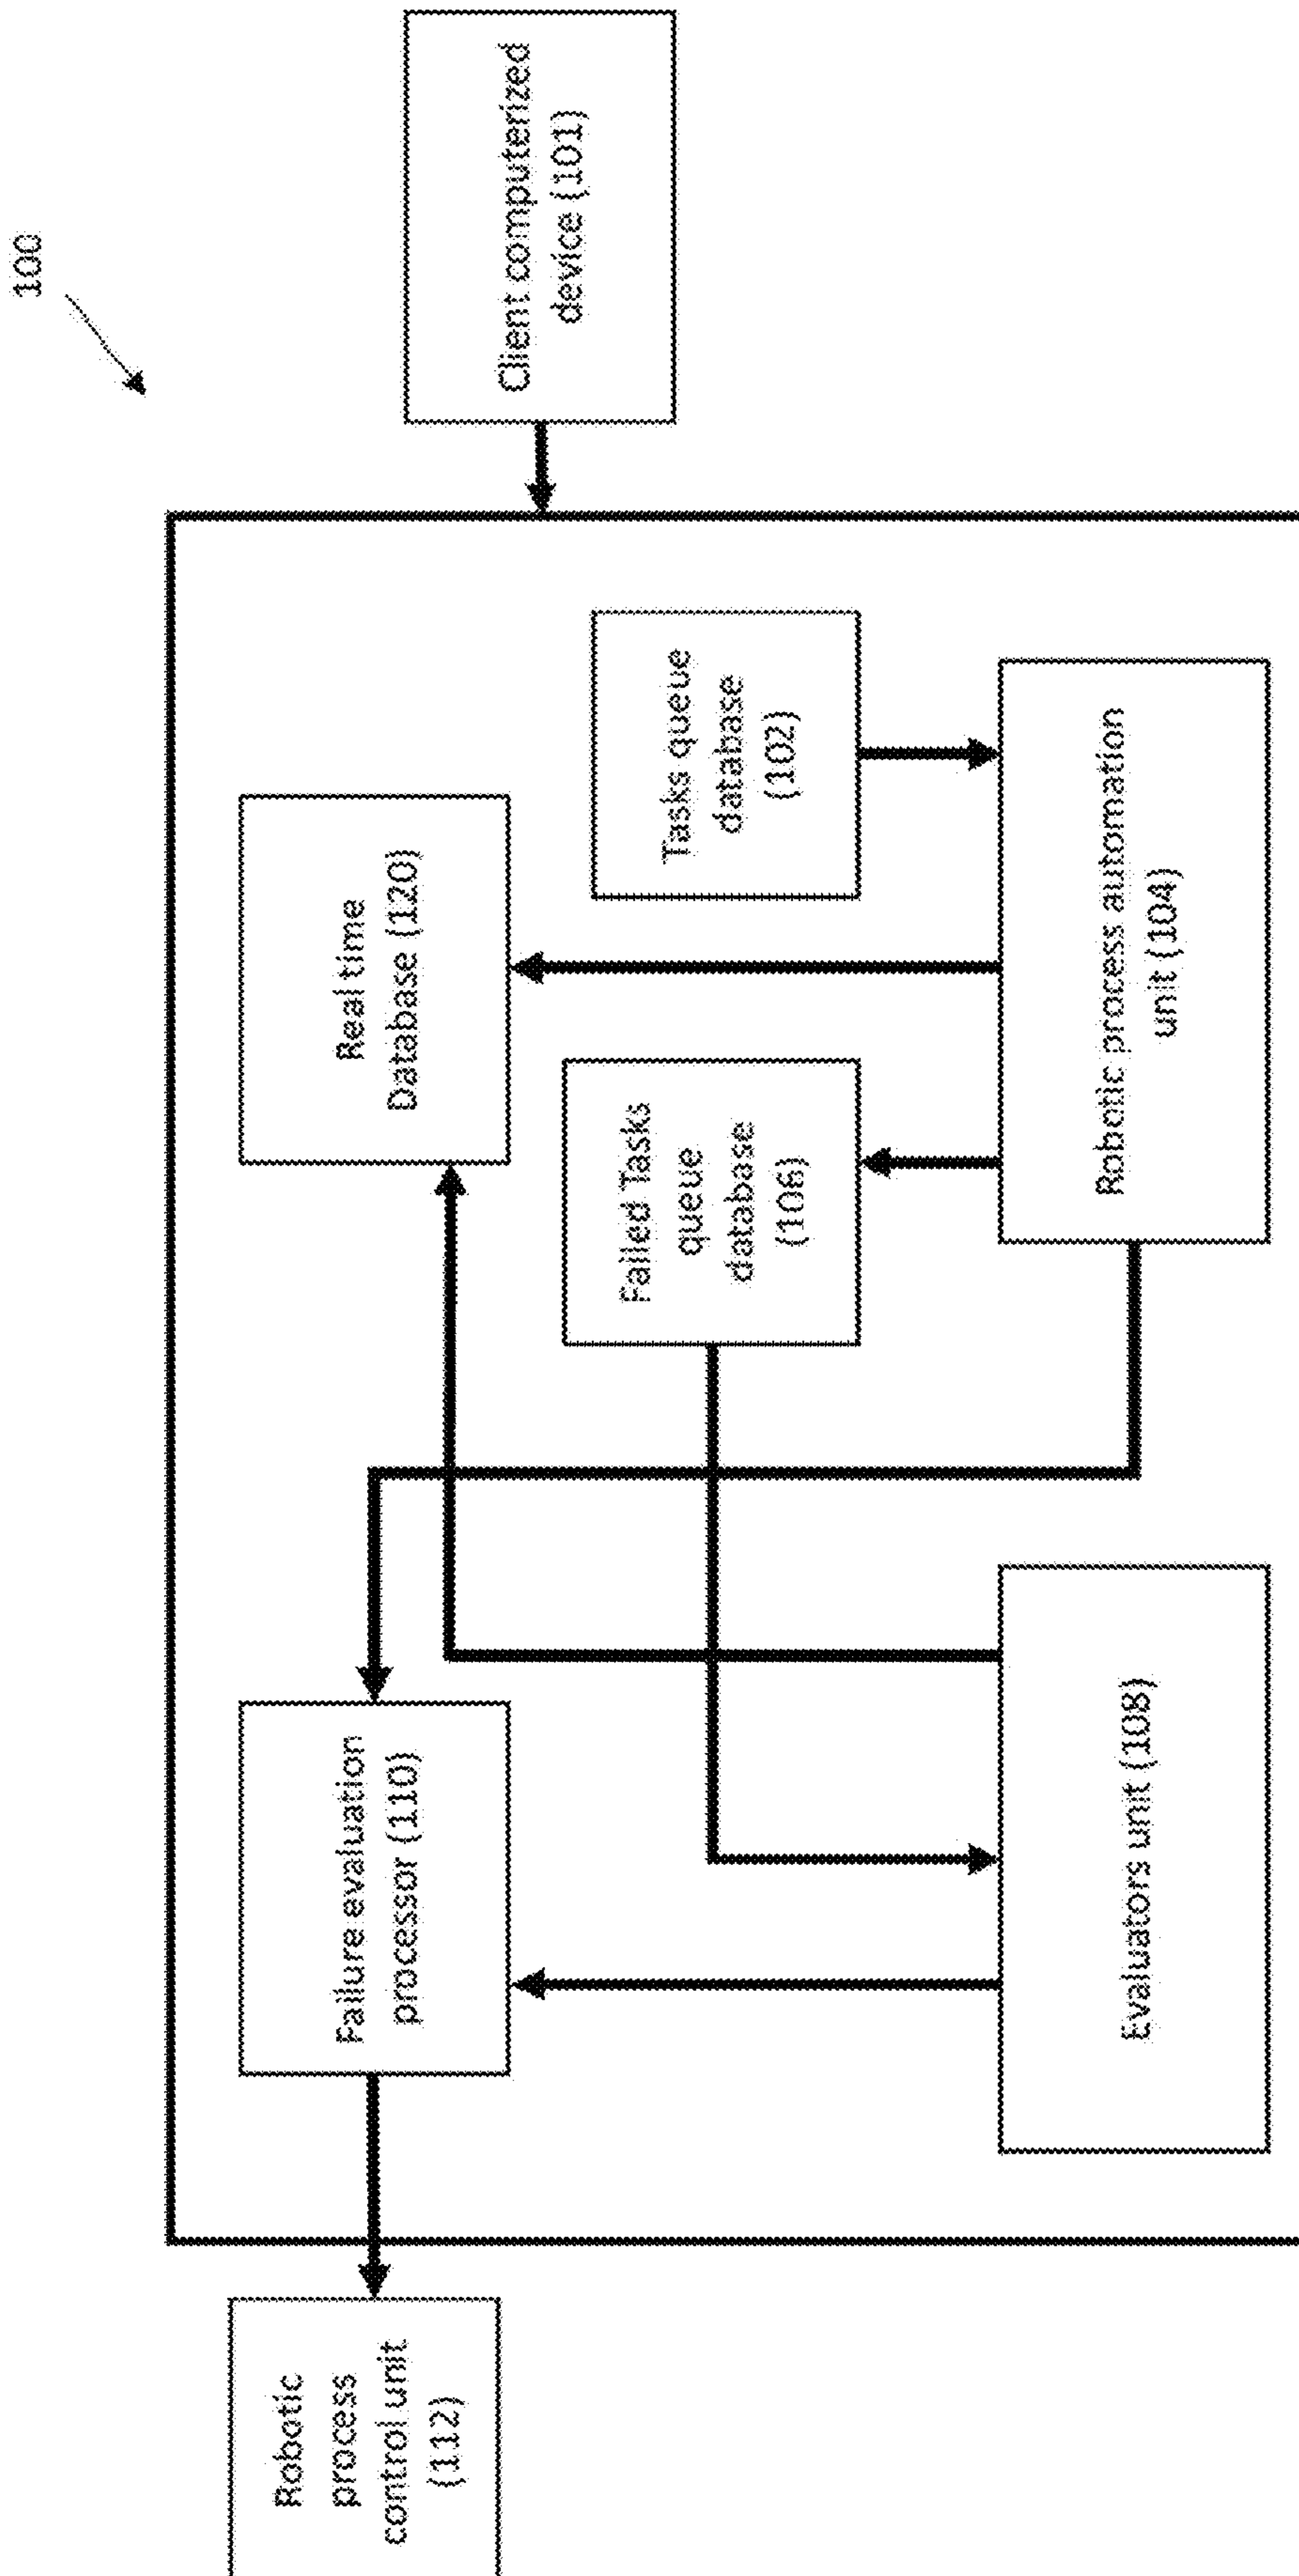 100
Client computerized
device (101)
Real time
Database (120)
Tasks queue
database
(102)
Failed Tasks
queue
database
(106)
Robotic process automation
unit (104)
Failure evaluation
processor (110)
Evaluators unit (108)
Robotic
process
control unit
(112)